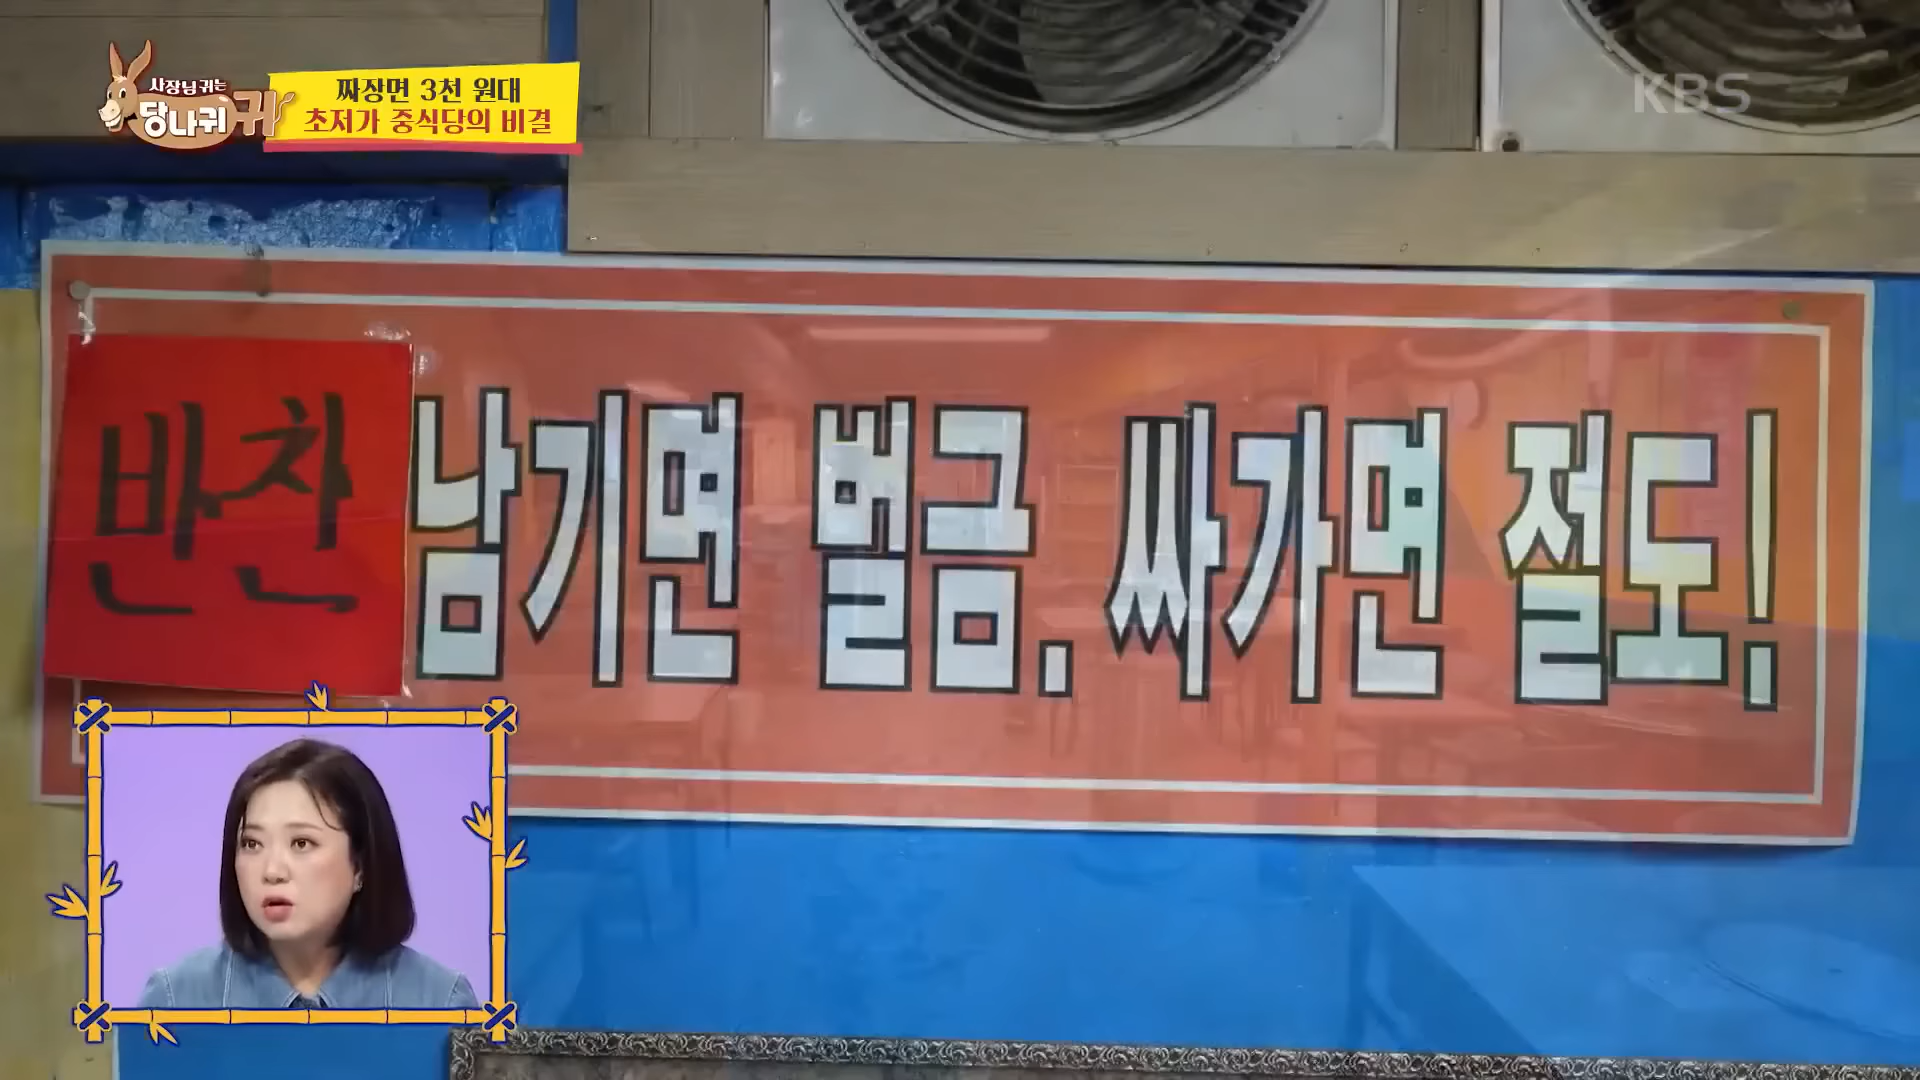 사장님 귀는
당나귀 귀
짜장면 3천 원대
초저가 중식당의 비결
KBS
반찬 남기면 벌금. 싸가면 절도!